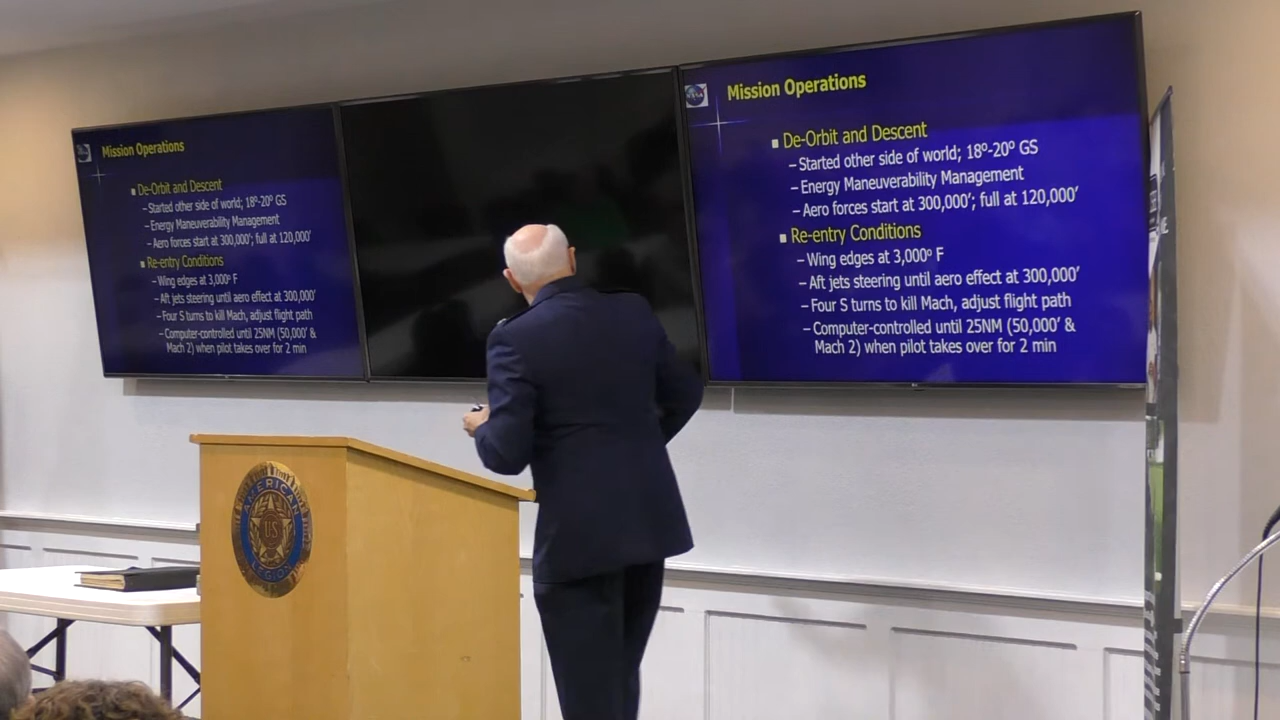 Mission Operations
De-Orbit and Descent
– Started other side of world; 18º-20º GS
– Energy Maneuverability Management
– Aero forces start at 300,000’; full at 120,000’
Re-entry Conditions
– Wing edges at 3,000º F
– Aft jets steering until aero effect at 300,000’
– Four S turns to kill Mach, adjust flight path
– Computer-controlled until 25NM (50,000’ &
Mach 2) when pilot takes over for 2 min
NASA
Mission Operations
De-Orbit and Descent
– Started other side of world; 18º-20º GS
– Energy Maneuverability Management
– Aero forces start at 300,000’; full at 120,000’
Re-entry Conditions
– Wing edges at 3,000º F
– Aft jets steering until aero effect at 300,000’
– Four S turns to kill Mach, adjust flight path
– Computer-controlled until 25NM (50,000’ &
Mach 2) when pilot takes over for 2 min
LG
AMERICAN
U.S
LEGION